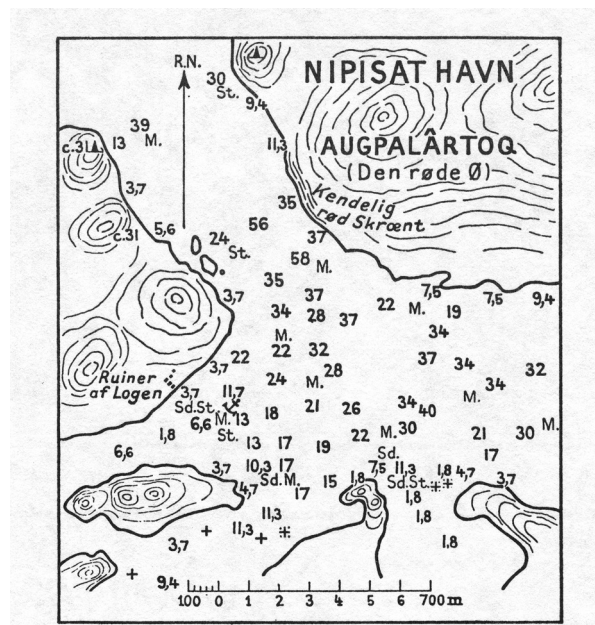 R.N.
30
St.
NIPISAT HAVN
9,4
39
M.
c.31
13
11,3
AUGPALÂRTOQ
(Den røde Ø)
3,7
Kendelig
rød Skrænt
35
5,6
56
c.31
24
St.
37
58
M.
35
7,5
3,7
37
22
M.
19
7,5
9,4
34
28
37
34
M.
22
22
32
37
34
32
3,7
28
Ruiner
af Logen
24
M.
34
3,7
11,7
M.
Sd.St.
18
21
26
34
40
6,6
M.
13
1,8
St.
22
M.
30
21
30
M.
6,6
13
17
19
Sd.
17
3,7
10,3
17
7,5
11,3
1,8
4,7
3,7
4,7
Sd.M.
15
1,8
Sd.St.
17
1,8
11,3
11,3
1,8
3,7
1,8
9,4
100
0
1
2
3
4
5
6
700 m